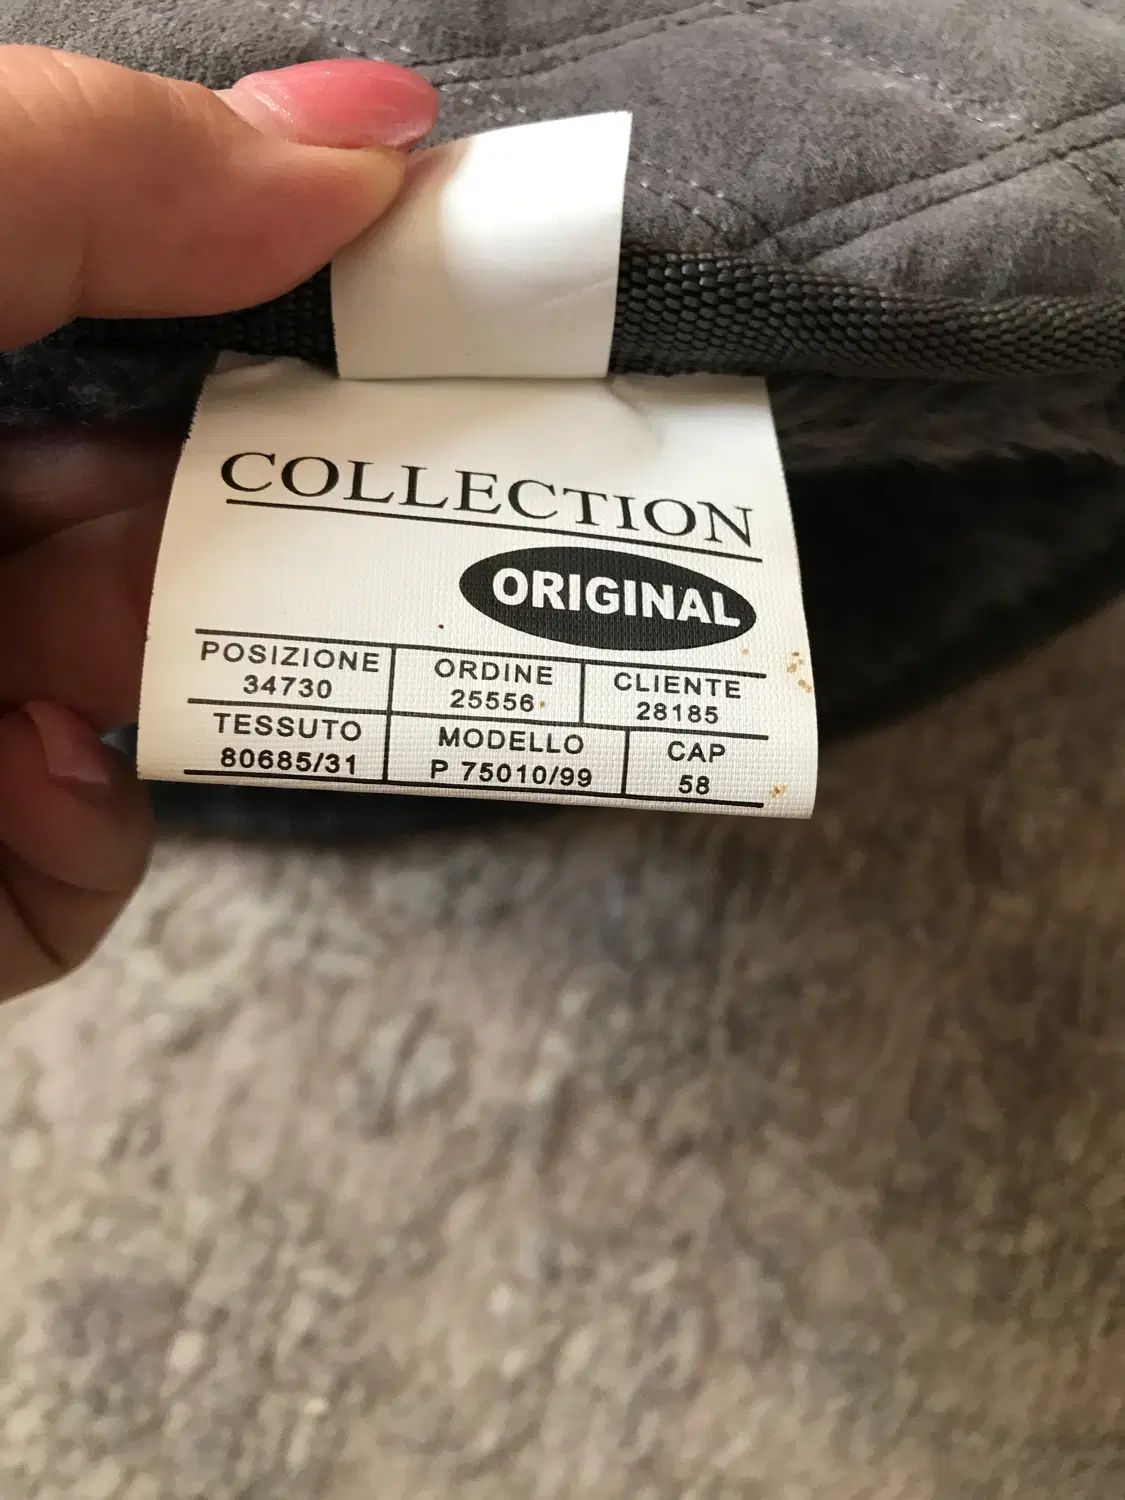 COLLECTION
ORIGINAL
POSIZIONE ORDINE CLIENTE
34730 25556 28185
TESSUTO MODELLO CAP
80685/31 P 75010/99 58